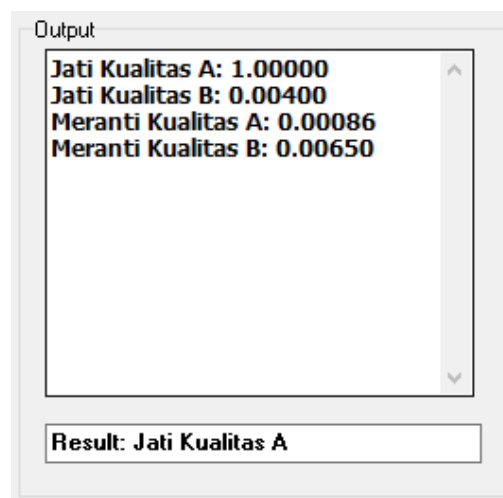 Output
Jati Kualitas A: 1.00000
Jati Kualitas B: 0.00400
Meranti Kualitas A: 0.00086
Meranti Kualitas B: 0.00650
Result: Jati Kualitas A